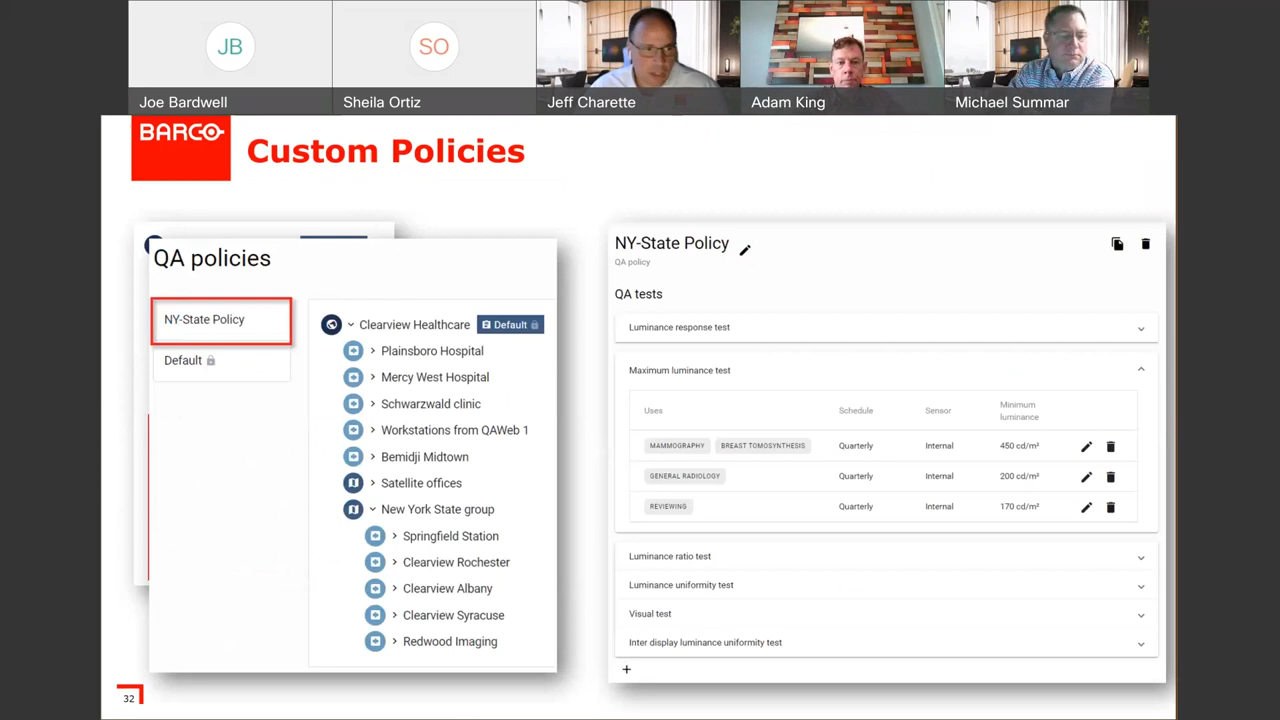 JB
SO
Joe Bardwell
Sheila Ortiz
Jeff Charette
Adam King
Michael Summar
BARCO
Custom Policies
QA policies
NY-State Policy
Default
Clearview Healthcare
Default
Plainsboro Hospital
Mercy West Hospital
Schwarzwald clinic
Workstations from QAWeb 1
Bemidji Midtown
Satellite offices
New York State group
Springfield Station
Clearview Rochester
Clearview Albany
Clearview Syracuse
Redwood Imaging
NY-State Policy
QA policy
QA tests
Luminance response test
Maximum luminance test
Uses Schedule Sensor Minimum luminance
MAMMOGRAPHY BREAST TOMOSYNTHESIS Quarterly Internal 450 cd/m²
GENERAL RADIOLOGY Quarterly Internal 200 cd/m²
REVIEWING Quarterly Internal 170 cd/m²
Luminance ratio test
Luminance uniformity test
Visual test
Inter display luminance uniformity test
+
32